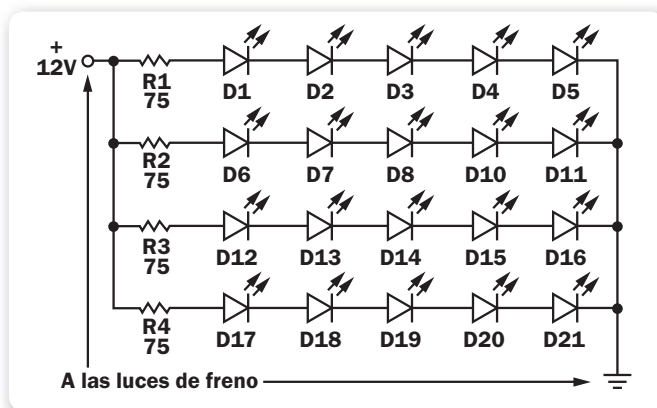 +
12V
R1
75
D1 D2 D3 D4 D5
R2
75
D6 D7 D8 D10 D11
R3
75
D12 D13 D14 D15 D16
R4
75
D17 D18 D19 D20 D21
A las luces de freno